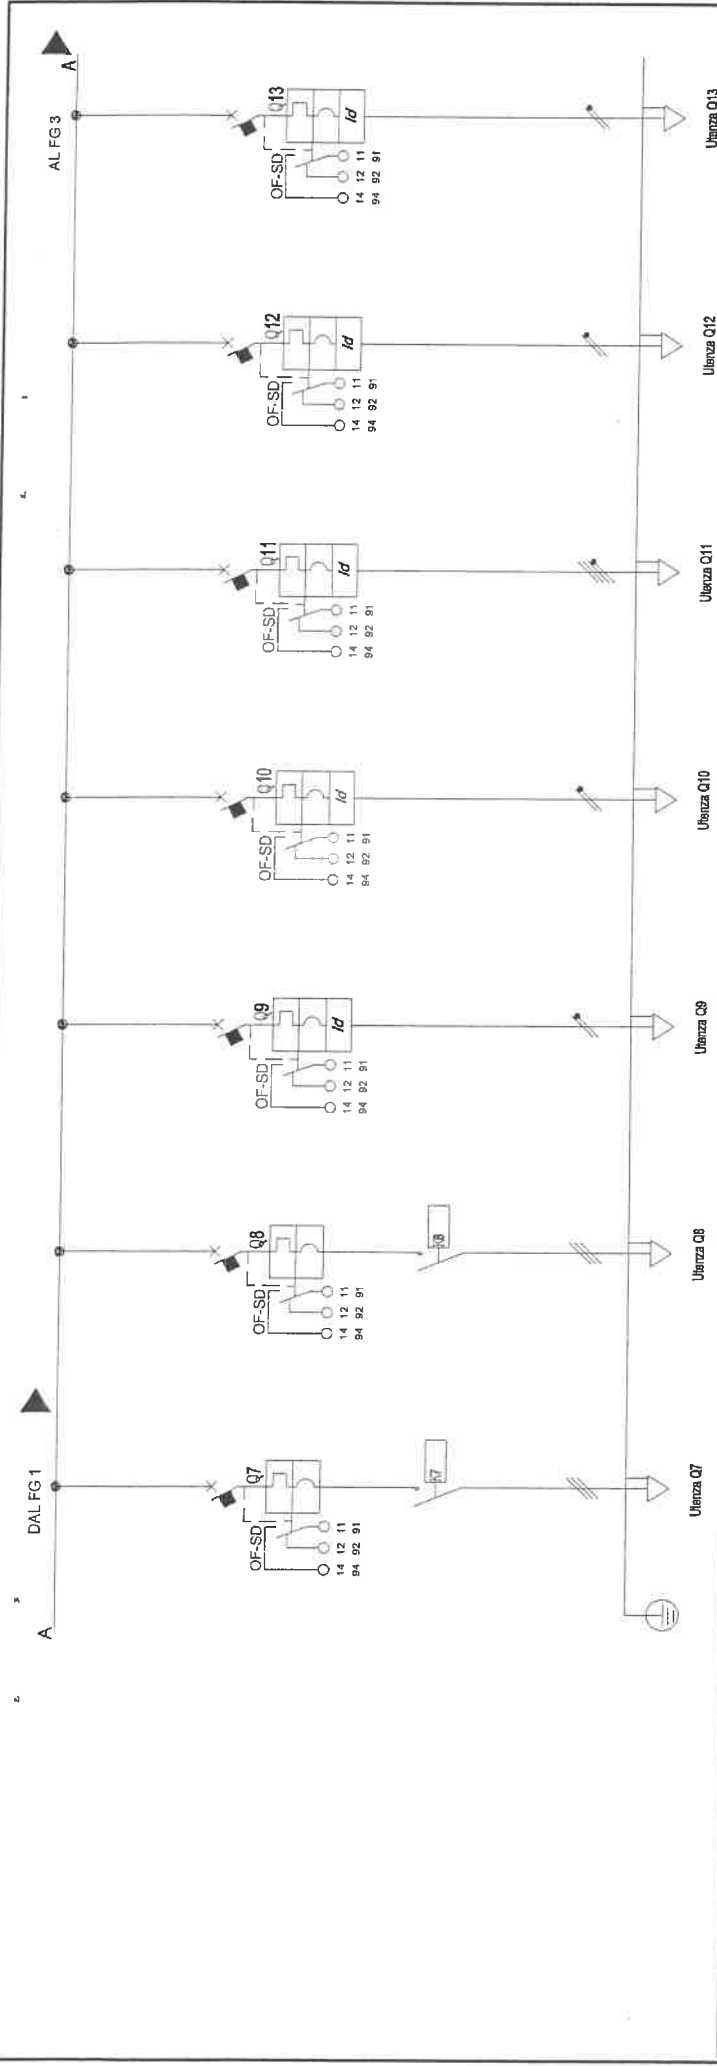 DAL FG 1
AL FG 3
A
A
Q7
OF-SD
14 12 11
94 92 91
K7
Utenza Q7
Q8
OF-SD
14 12 11
94 92 91
K8
Utenza Q8
Q9
OF-SD
Id
14 12 11
94 92 91
Utenza Q9
Q10
OF-SD
Id
14 12 11
94 92 91
Utenza Q10
Q11
OF-SD
Id
14 12 11
94 92 91
Utenza Q11
Q12
OF-SD
Id
14 12 11
94 92 91
Utenza Q12
Q13
OF-SD
Id
14 12 11
94 92 91
Utenza Q13